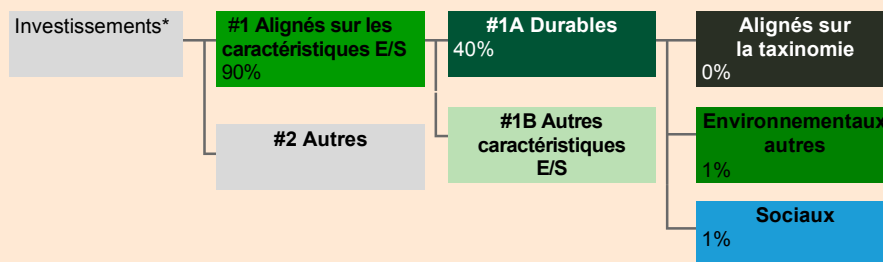 Investissements*
#1 Alignés sur les
caractéristiques E/S
90%
#1A Durables
40%
Alignés sur
la taxinomie
0%
#2 Autres
#1B Autres
caractéristiques
E/S
Environnementaux
autres
1%
Sociaux
1%